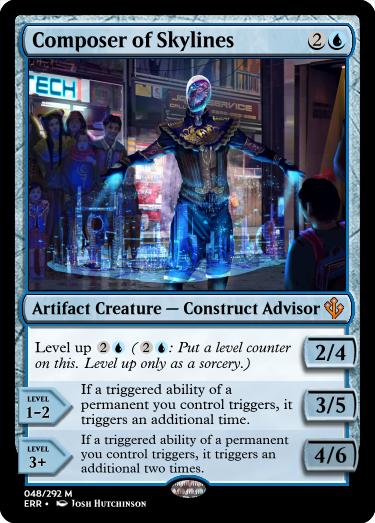 Composer of Skylines 2
TECH
SERVICE
Artifact Creature — Construct Advisor
Level up 2 ( 2 : Put a level counter
on this. Level up only as a sorcery.)
2/4
LEVEL
1-2
If a triggered ability of a
permanent you control triggers, it
triggers an additional time.
3/5
LEVEL
3+
If a triggered ability of a permanent
you control triggers, it triggers an
additional two times.
4/6
048/292 M
ERR • Josh Hutchinson